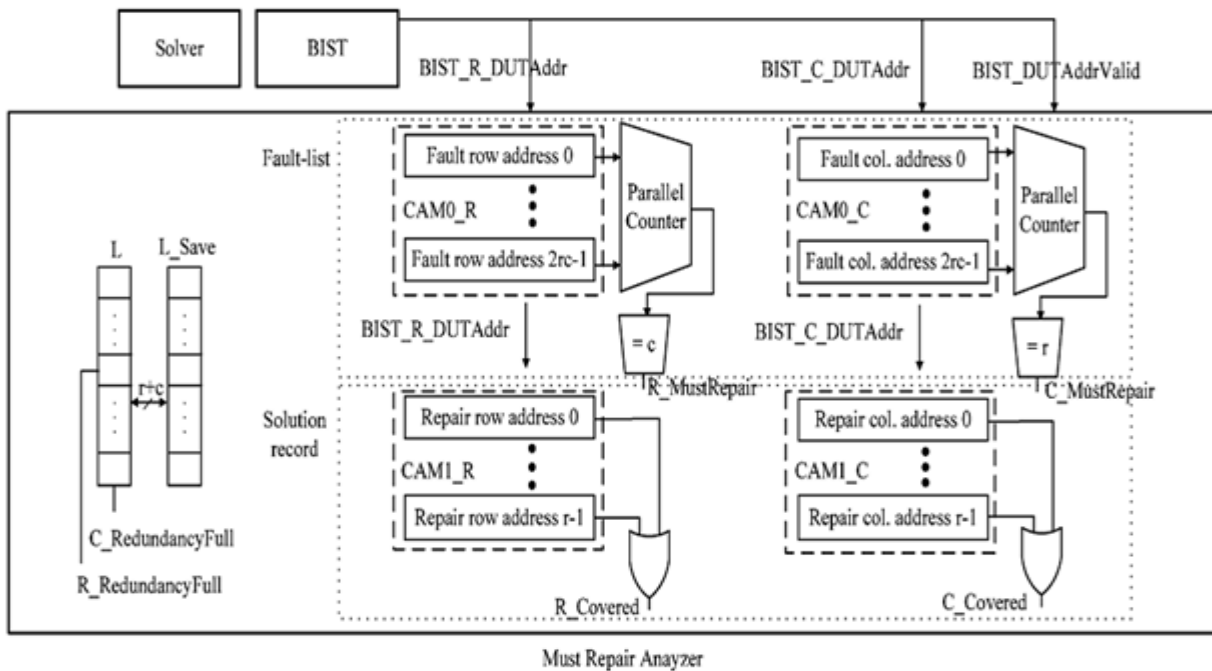 Solver
BIST
BIST_R_DUTAddr
BIST_C_DUTAddr
BIST_DUTAddrValid
Fault-list
Fault row address 0
CAM0_R
Fault row address 2rc-1
Parallel
Counter
Fault col. address 0
CAM0_C
Fault col. address 2rc-1
Parallel
Counter
L
L_Save
r+c
BIST_R_DUTAddr
= c
R_MustRepair
BIST_C_DUTAddr
= r
C_MustRepair
Solution
record
Repair row address 0
CAM1_R
Repair row address r-1
Repair col. address 0
CAM1_C
Repair col. address r-1
C_RedundancyFull
R_RedundancyFull
R_Covered
C_Covered
Must Repair Anayzer